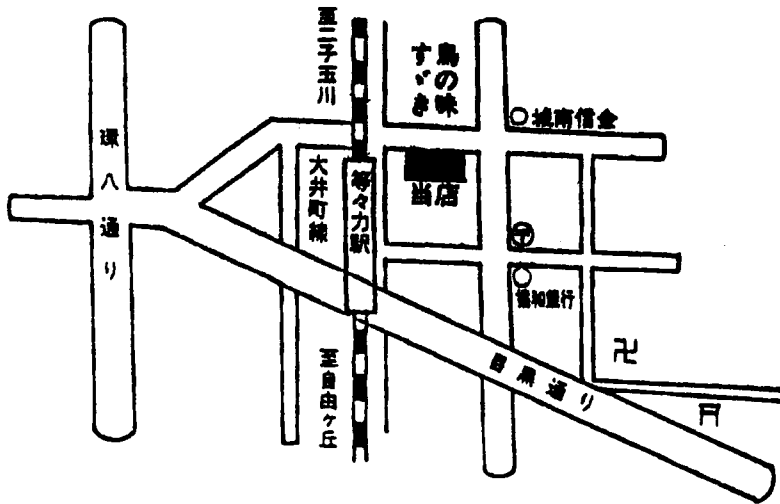 至二子玉川
鳥の味
すゞき
城南信金
環八通り
大井町線
等々力駅
当店
〒
協和銀行
目黒通り
至自由ヶ丘
卍